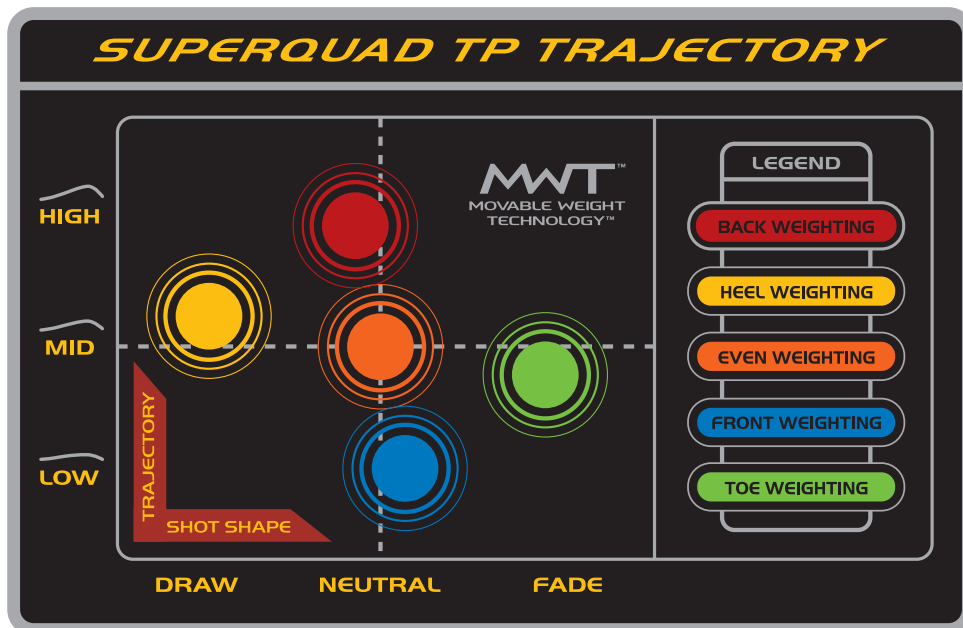 SUPERQUAD TP TRAJECTORY
HIGH
MID
LOW
MWT™
MOVABLE WEIGHT
TECHNOLOGY™
TRAJECTORY
SHOT SHAPE
DRAW
NEUTRAL
FADE
LEGEND
BACK WEIGHTING
HEEL WEIGHTING
EVEN WEIGHTING
FRONT WEIGHTING
TOE WEIGHTING